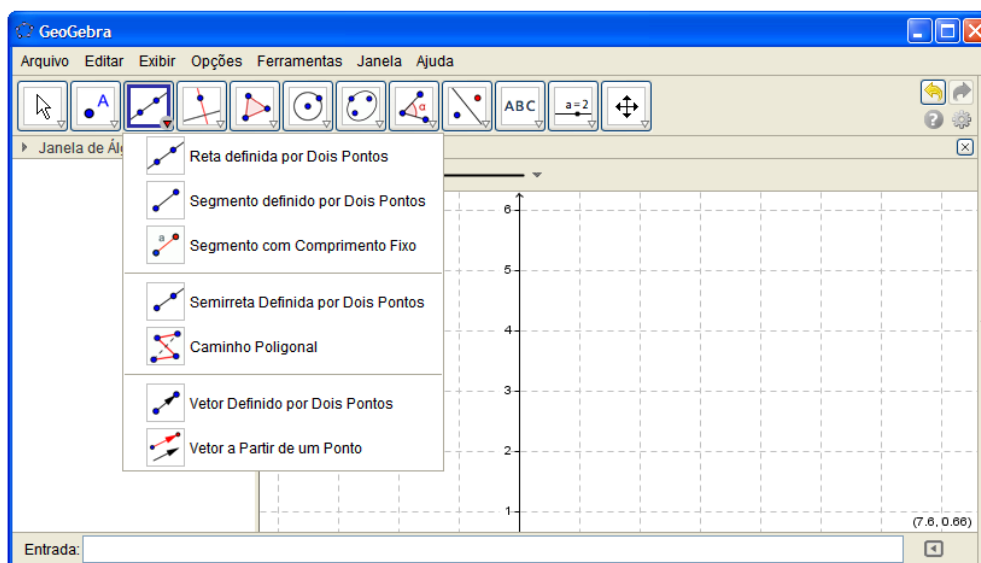 GeoGebra
Arquivo Editar Exibir Opções Ferramentas Janela Ajuda
A
α
ABC
a=2
Janela de Ál
Reta definida por Dois Pontos
Segmento definido por Dois Pontos
a
Segmento com Comprimento Fixo
Semirreta Definida por Dois Pontos
Caminho Poligonal
Vetor Definido por Dois Pontos
Vetor a Partir de um Ponto
6
5
4
3
2
1
(7.6, 0.66)
Entrada: